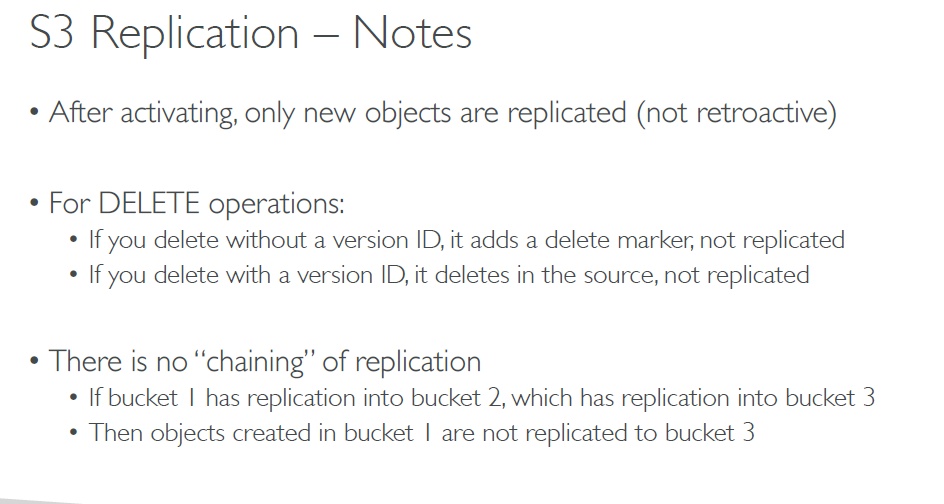 S3 Replication – Notes
• After activating, only new objects are replicated (not retroactive)
• For DELETE operations:
• If you delete without a version ID, it adds a delete marker, not replicated
• If you delete with a version ID, it deletes in the source, not replicated
• There is no “chaining” of replication
• If bucket 1 has replication into bucket 2, which has replication into bucket 3
• Then objects created in bucket 1 are not replicated to bucket 3